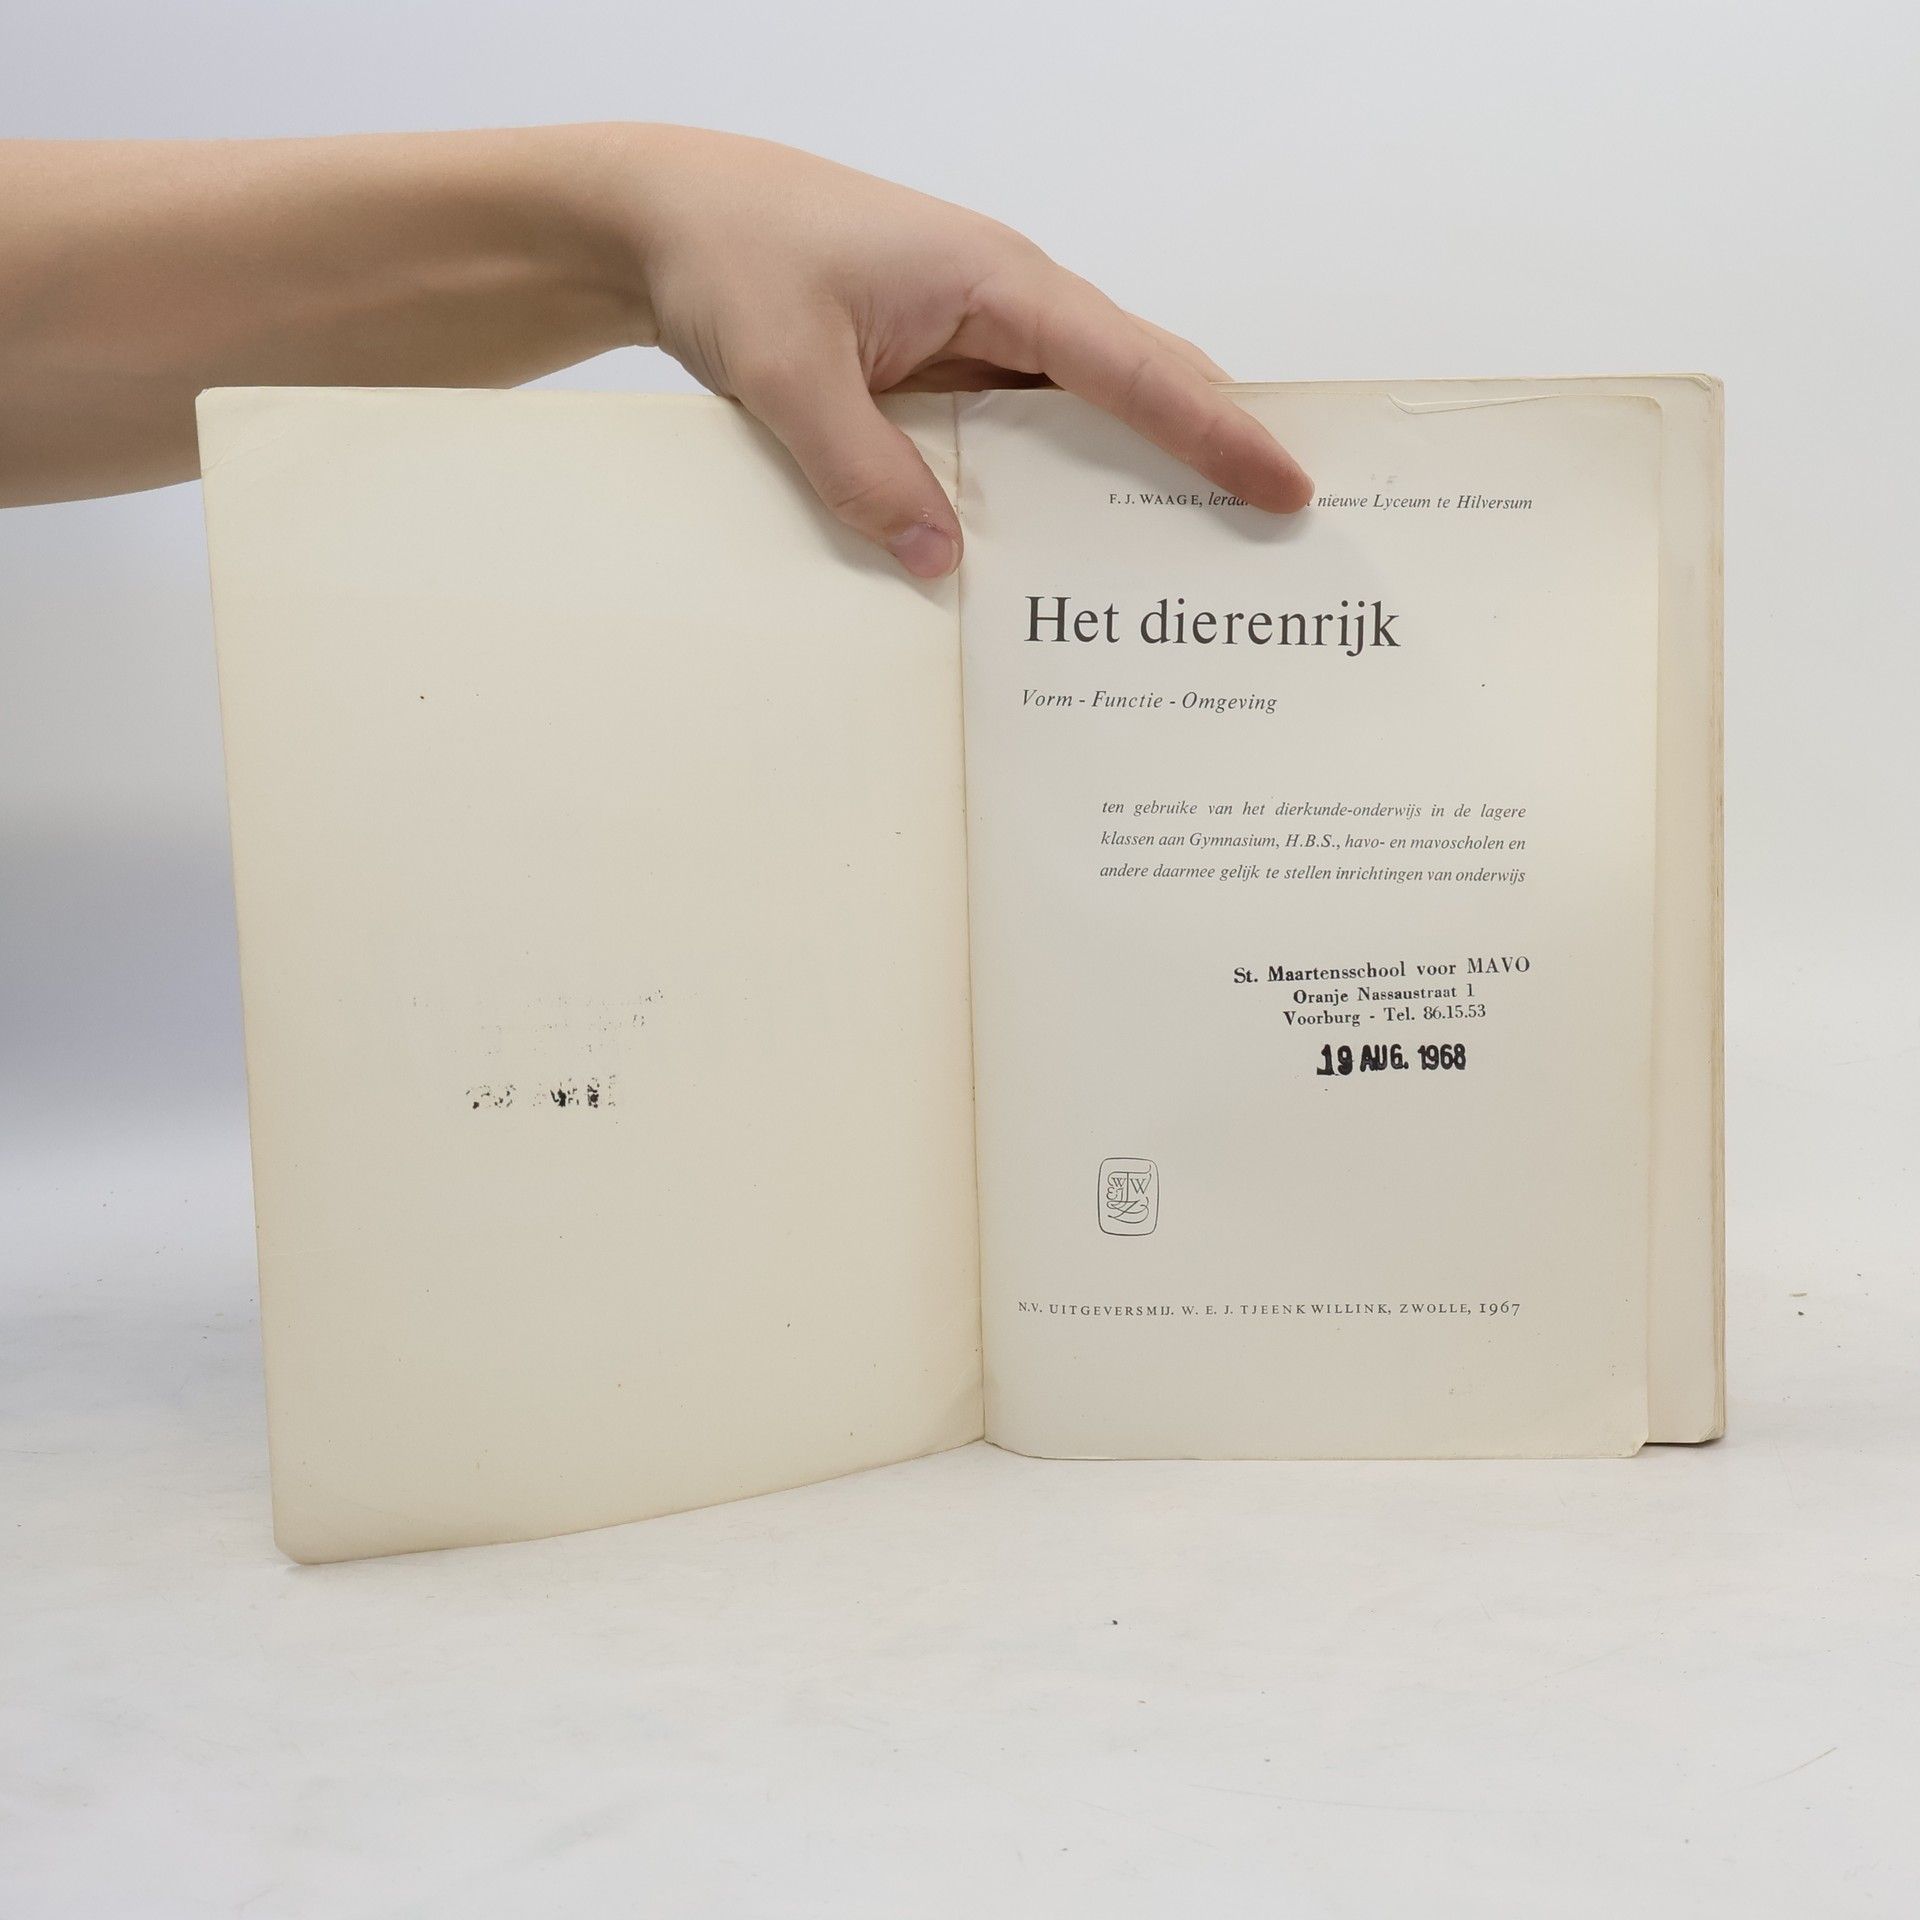 F. J. WAAGE, nieuwe Lyceum te Hilversum
Het dierenrijk
Vorm - Functie - Omgeving
ten gebruike van het dierkunde-onderwijs in de lagere
klassen aan Gymnasium, H.B.S., havo- en mavoscholen en
andere daarmee gelijk te stellen inrichtingen van onderwijs
St. Maartensschool voor MAVO
Oranje Nassaustraat 1
Voorburg - Tel. 86.15.53
19 AUG. 1968
N.V. UITGEVERSMIJ. W. E. J. TJEENK WILLINK, ZWOLLE, 1967